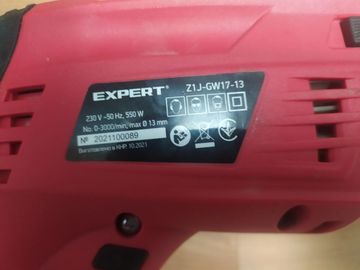 EXPERT® Z1J-GW17-13
230 V ~50 Hz, 550 W
No. 0-3000/min, max Ø 13 mm
№ 2021100089
Виготовлено в КНР. 10.2021